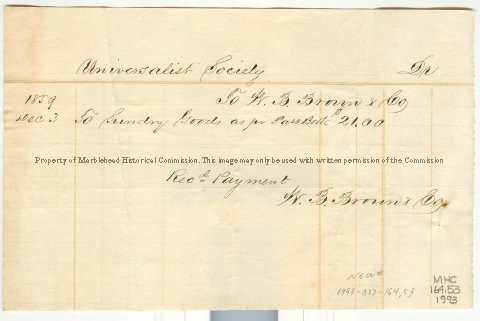 Universalist Society Dr
To W. B. Brown & Co
1859
Dec 3 To Sundry Goods as pr Pass Book $ 21.00
Property of Marblehead Historical Commission. This image may only be used with written permission of the Commission
Recd Payment
W. B. Brown & Co
NEW#
1993-037-164.53
MHC
164.53
1993